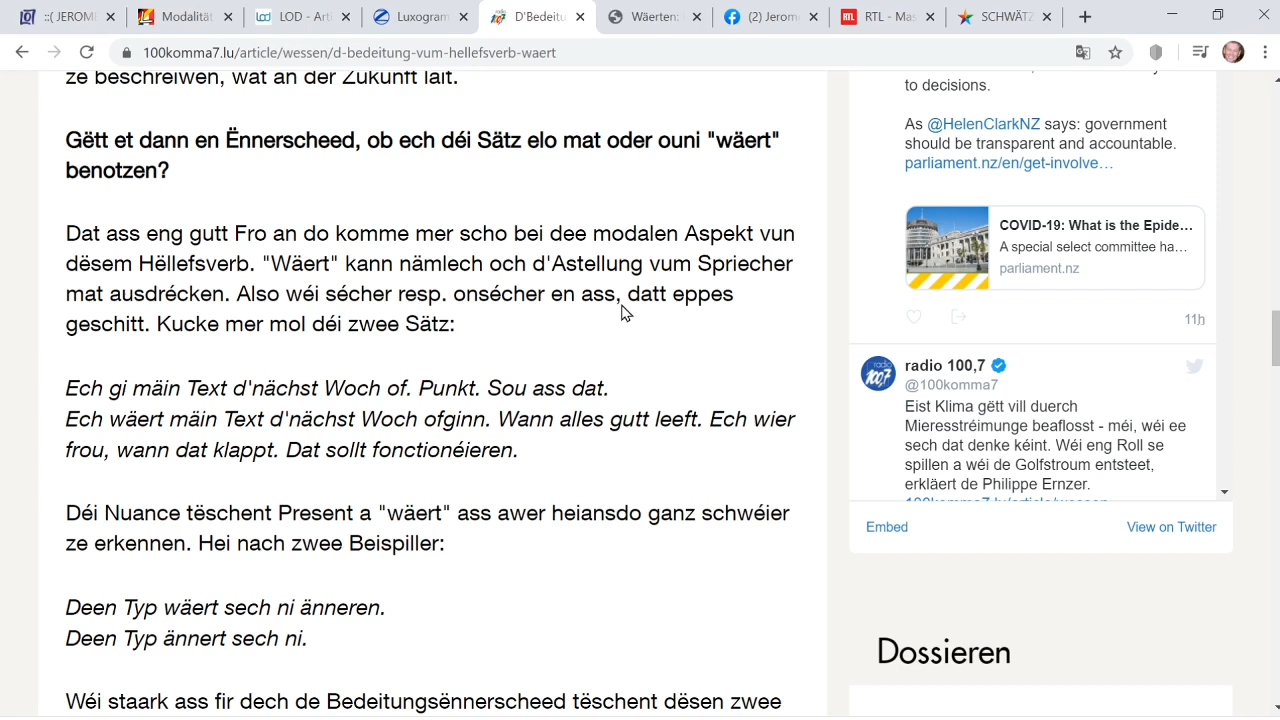 ::( JEROMI
Modalität
LOD - Arti
Luxogram
D'Bedeitu
Wäerten:
(2) Jerom
RTL - Mas
SCHWÄTZ
100komma7.lu/article/wessen/d-bedeitung-vum-hellefsverb-waert
ze beschreiwen, wat an der Zukunft läit.
Gëtt et dann en Ënnerscheed, ob ech déi Sätz elo mat oder ouni "wäert"
benotzen?
Dat ass eng gutt Fro an do komme mer scho bei dee modalen Aspekt vun
dësem Hëllefsverb. "Wäert" kann nämlech och d'Astellung vum Spriecher
mat ausdrécken. Also wéi sécher resp. onsécher en ass, datt eppes
geschitt. Kucke mer mol déi zwee Sätz:
Ech gi mäin Text d'nächst Woch of. Punkt. Sou ass dat.
Ech wäert mäin Text d'nächst Woch ofginn. Wann alles gutt leeft. Ech wier
frou, wann dat klappt. Dat sollt fonctionéieren.
Déi Nuance tëschent Present a "wäert" ass awer heiansdo ganz schwéier
ze erkennen. Hei nach zwee Beispiller:
Deen Typ wäert sech ni änneren.
Deen Typ ännert sech ni.
Wéi staark ass fir dech de Bedeitungsënnerscheed tëschent dësen zwee
to decisions.
As @HelenClarkNZ says: government
should be transparent and accountable.
parliament.nz/en/get-involve…
COVID-19: What is the Epide...
A special select committee ha...
parliament.nz
11h
radio 100,7
@100komma7
Eist Klima gëtt vill duerch
Mieresstréimunge beaflosst - méi, wéi ee
sech dat denke kéint. Wéi eng Roll se
spillen a wéi de Golfstroum entsteet,
erkläert de Philippe Ernzer.
Embed
View on Twitter
Dossieren